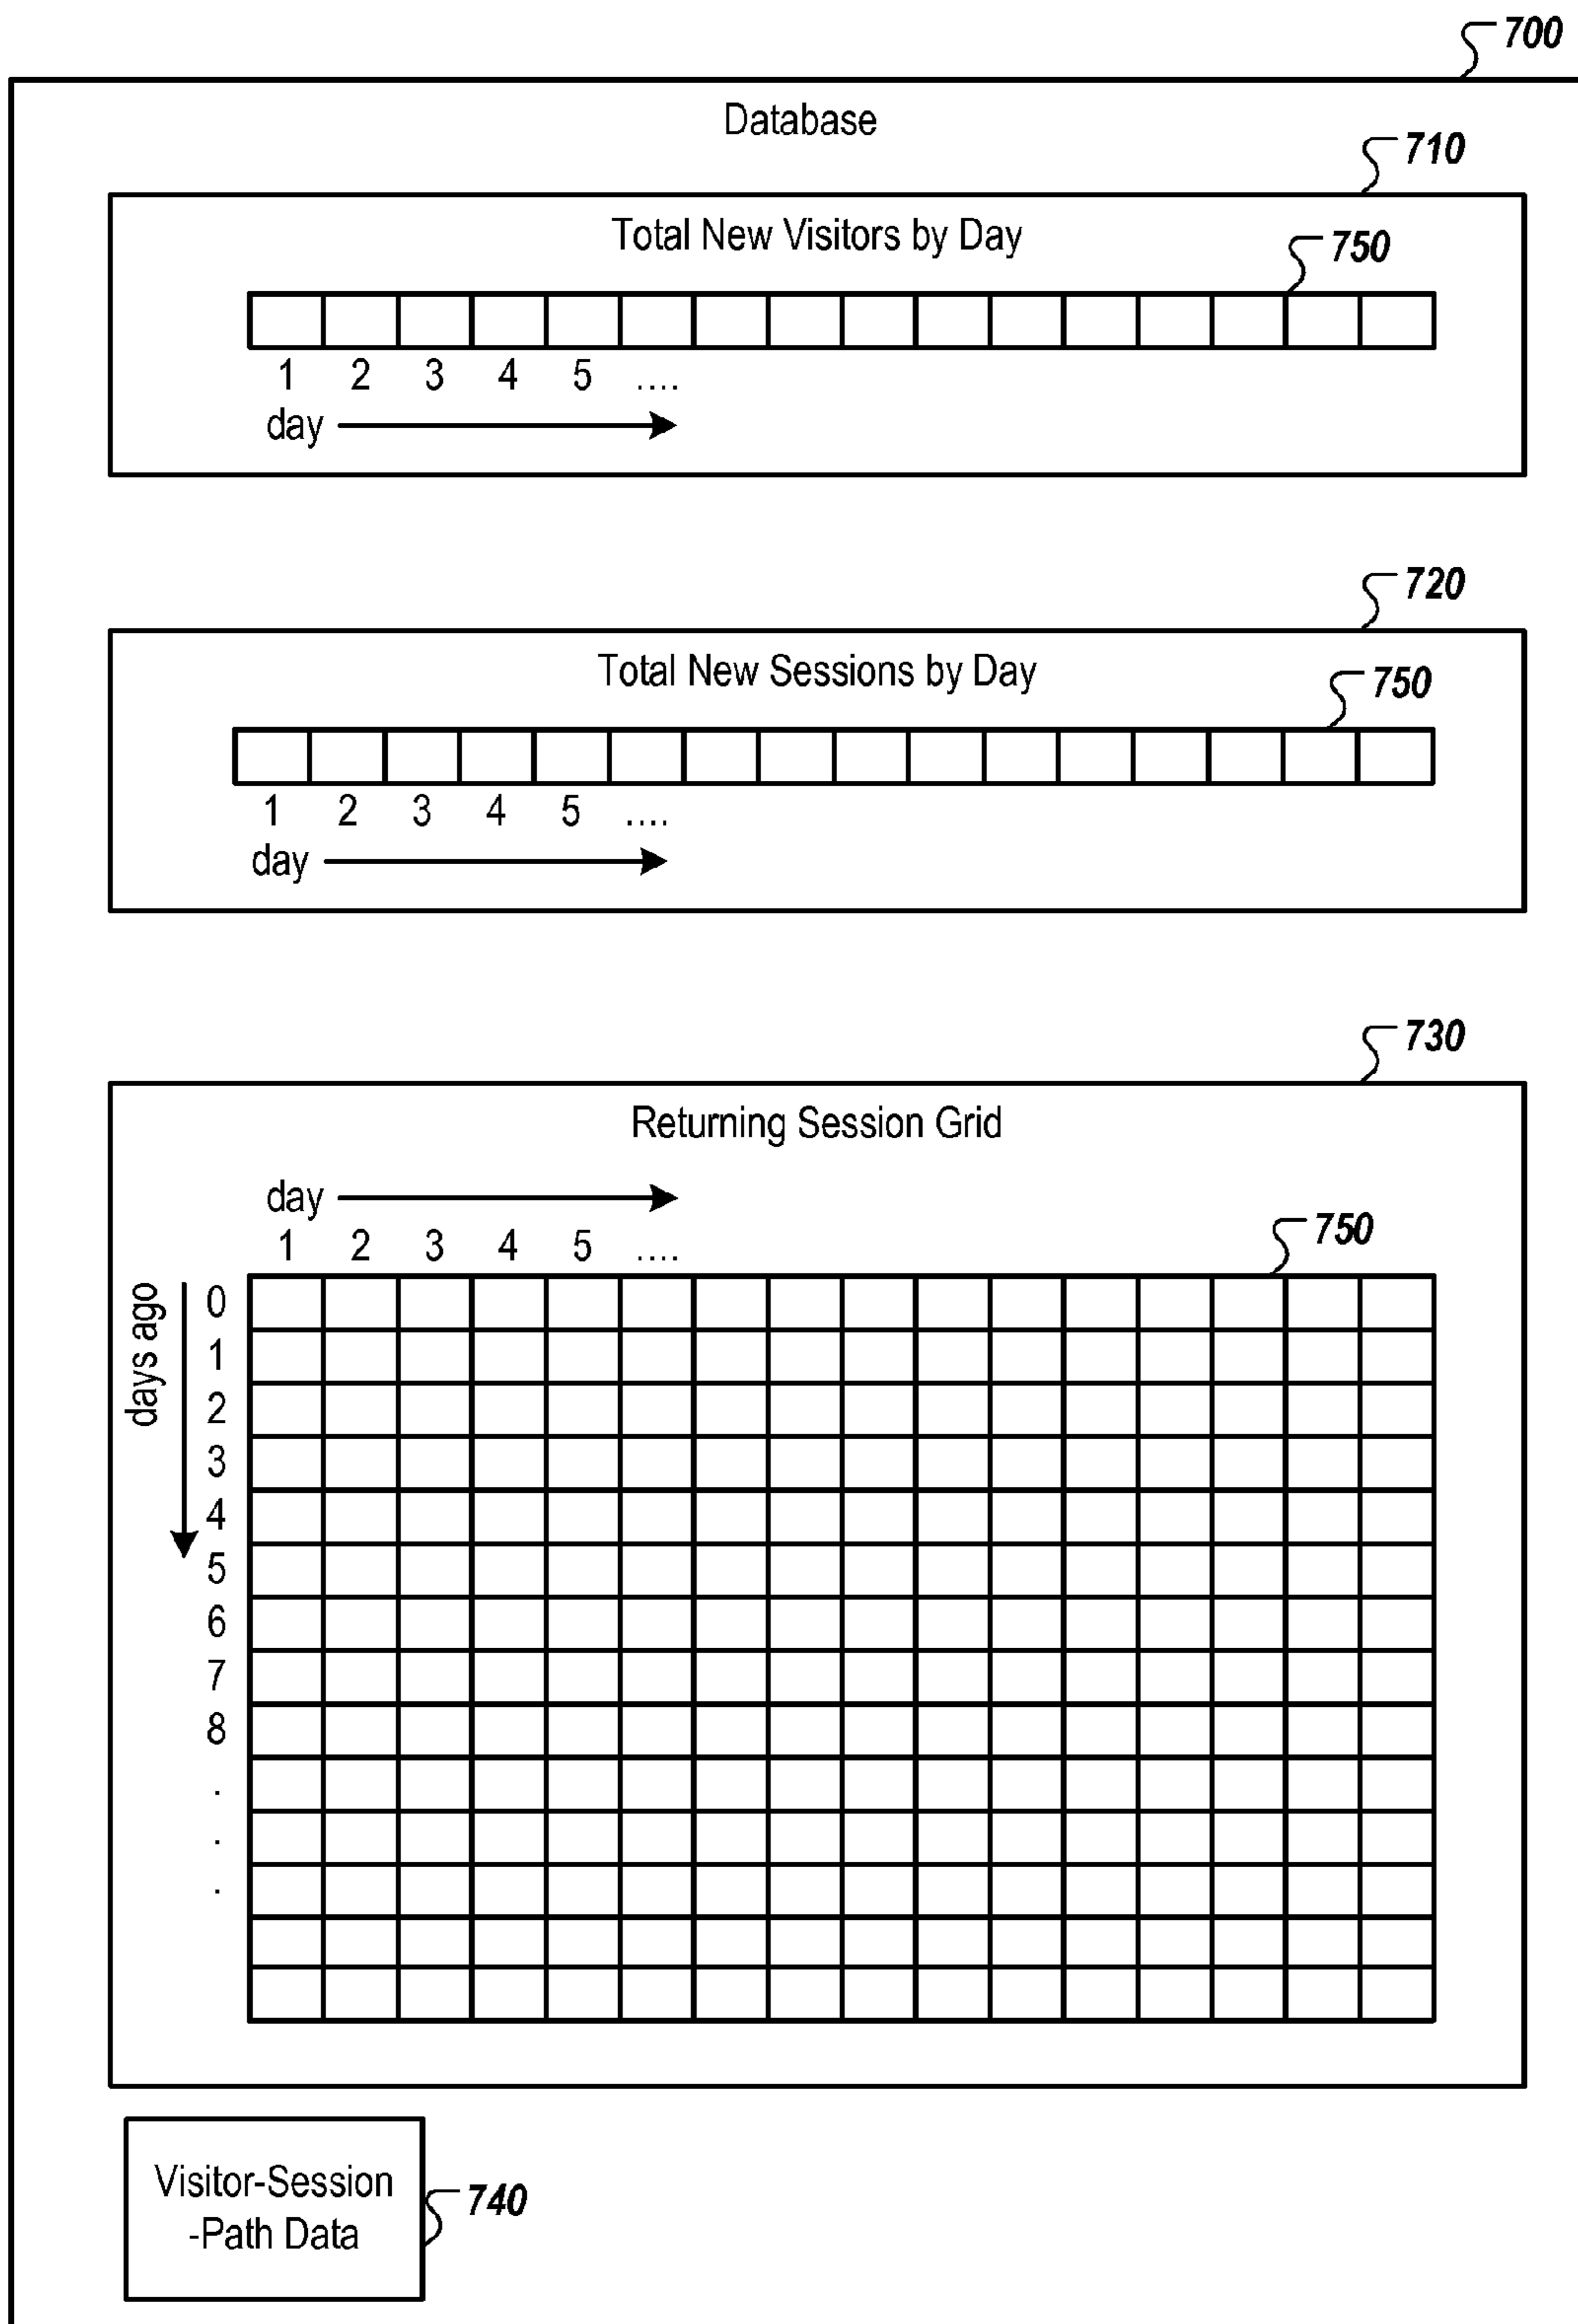 700
Database
710
Total New Visitors by Day
750
1 2 3 4 5 ....
day
720
Total New Sessions by Day
750
1 2 3 4 5 ....
day
730
Returning Session Grid
day
1 2 3 4 5 ....
750
days ago
0
1
2
3
4
5
6
7
8
.
.
.
Visitor-Session
-Path Data
740